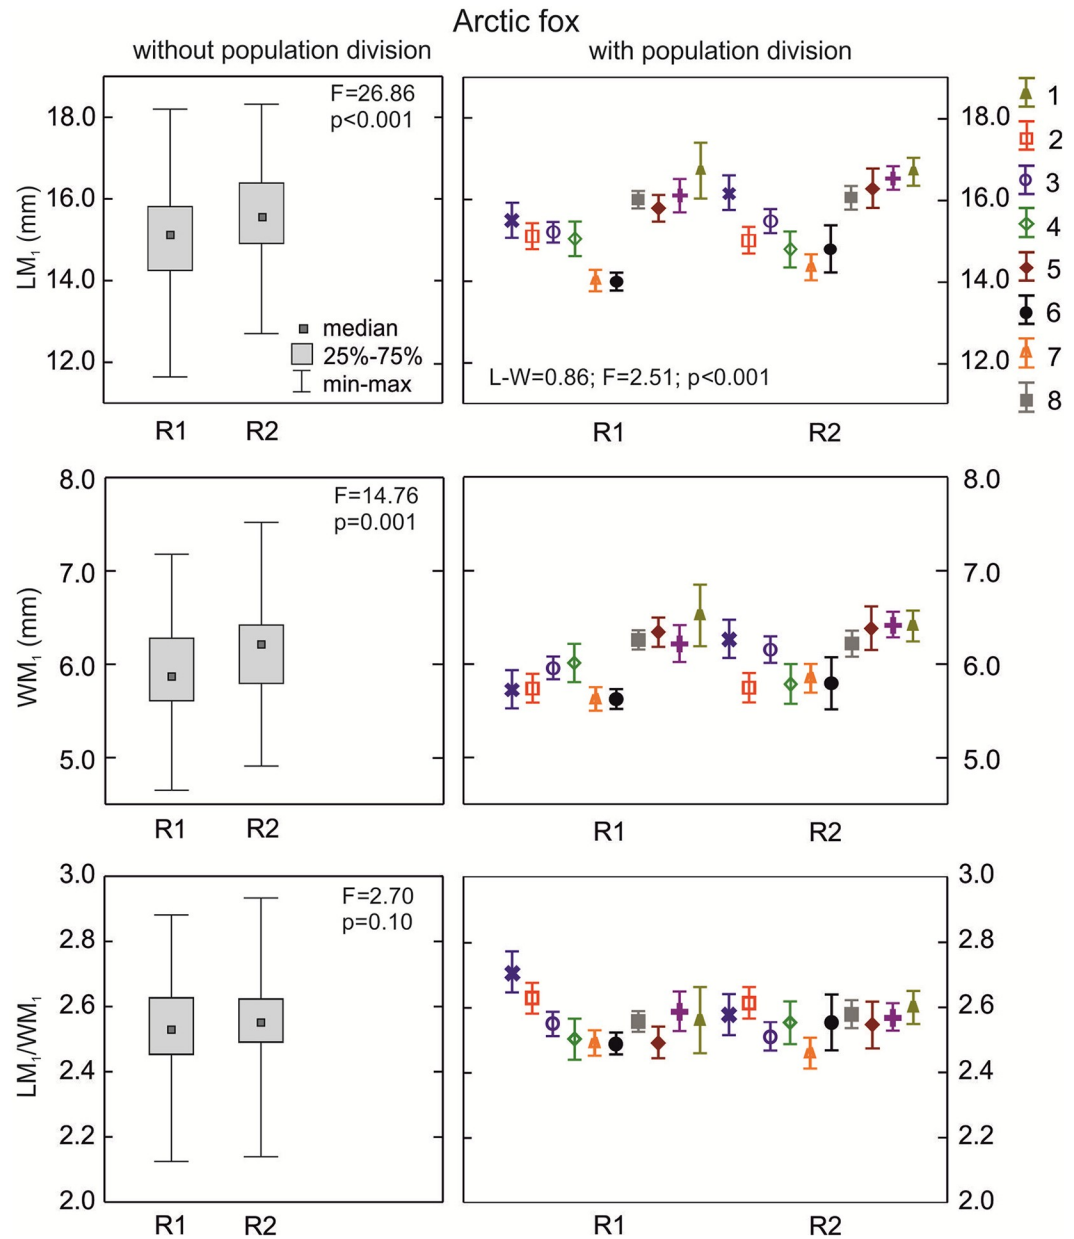 Arctic fox
without population division
with population division
LM1 (mm)
18.0
16.0
14.0
12.0
F=26.86
p<0.001
median
25%-75%
min-max
R1 R2
L-W=0.86; F=2.51; p<0.001
R1 R2
18.0
16.0
14.0
12.0
1
2
3
4
5
6
7
8
WM1 (mm)
8.0
7.0
6.0
5.0
F=14.76
p=0.001
R1 R2
R1 R2
8.0
7.0
6.0
5.0
LM1/WM1
3.0
2.8
2.6
2.4
2.2
2.0
F=2.70
p=0.10
R1 R2
R1 R2
3.0
2.8
2.6
2.4
2.2
2.0